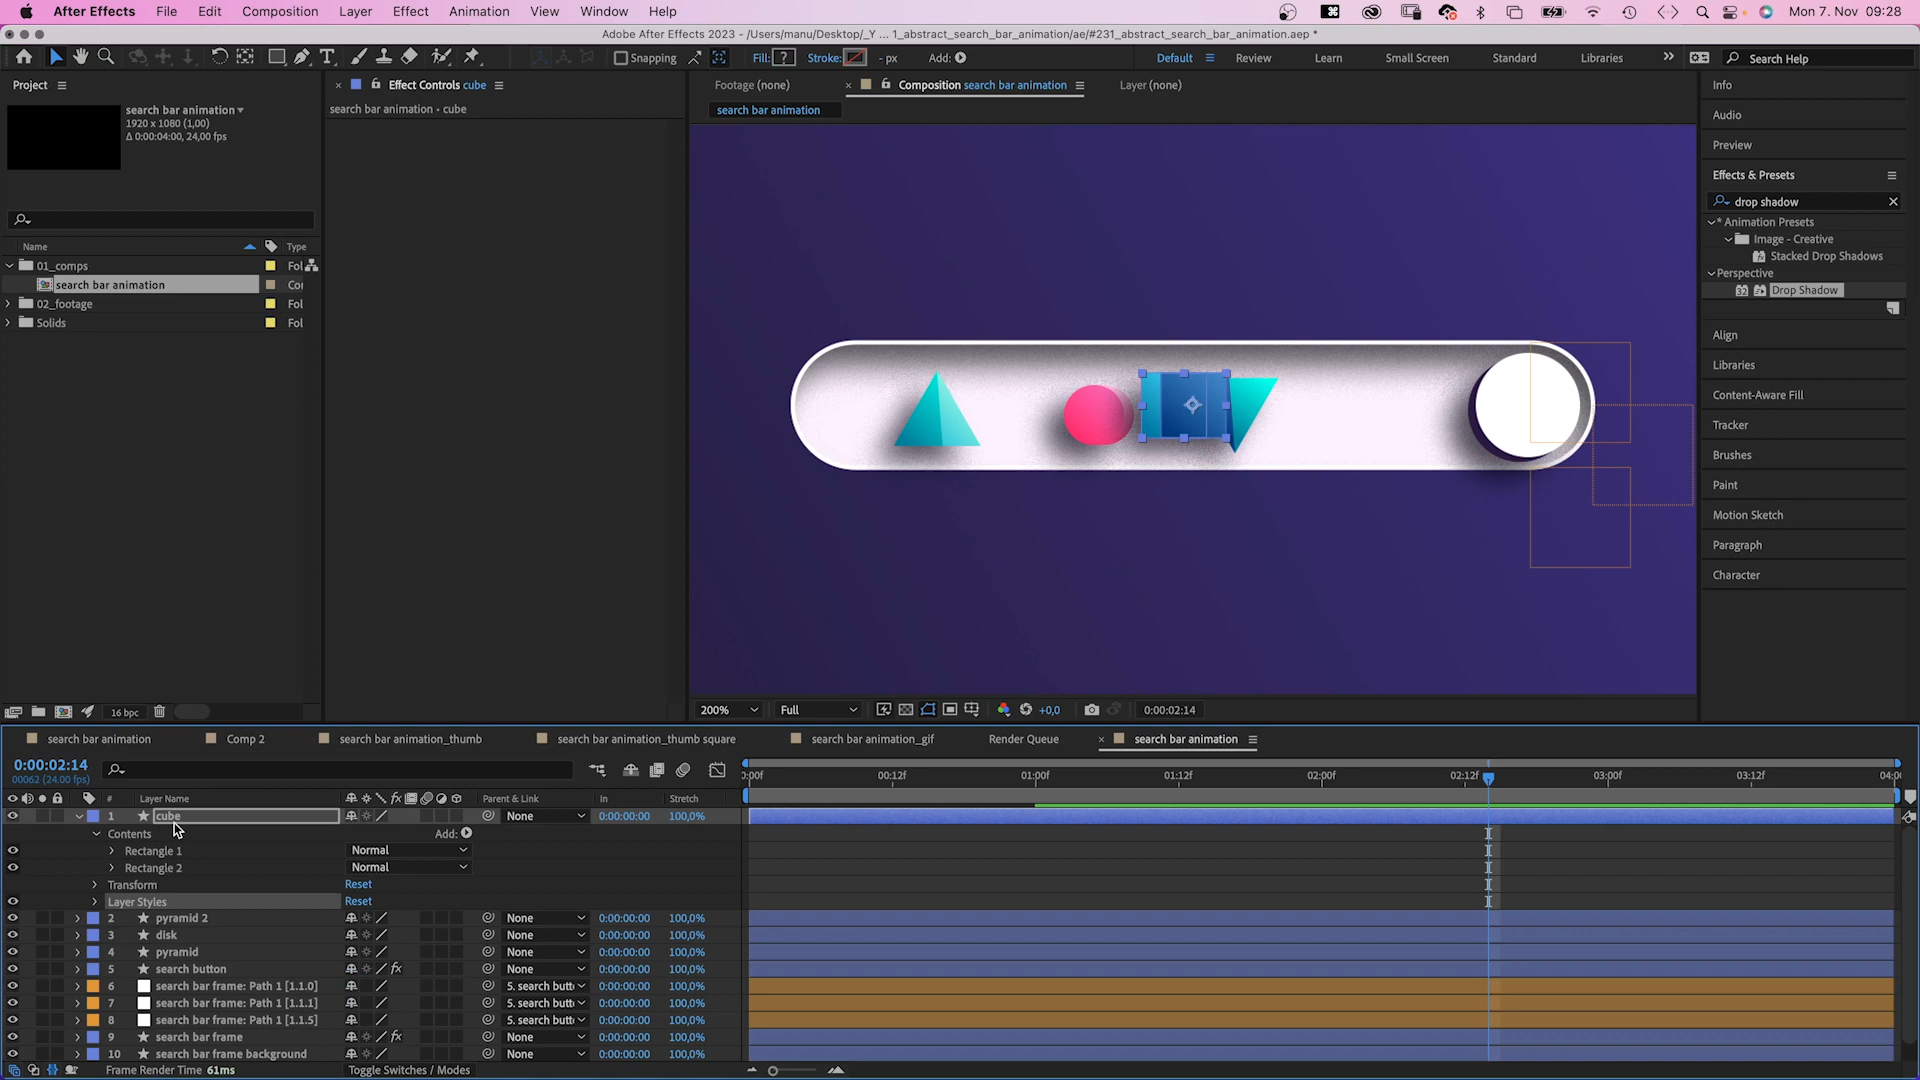 After Effects File Edit Composition Layer Effect Animation View Window Help Mon 7. Nov 09:28
Adobe After Effects 2023 - /Users/manu/Desktop/_Y ... 1_abstract_search_bar_animation/ae/#231_abstract_search_bar_animation.aep *
Snapping Fill: ? Stroke: - px Add: Default Review Learn Small Screen Standard Libraries Search Help
Project Effect Controls cube Footage (none) Composition search bar animation Layer (none) Info
search bar animation
1920 x 1080 (1,00)
Δ 0:00:04:00, 24,00 fps
search bar animation • cube
search bar animation
Audio
Preview
Effects & Presets
drop shadow
* Animation Presets
Image - Creative
Stacked Drop Shadows
Perspective
32 Drop Shadow
Align
Libraries
Content-Aware Fill
Tracker
Brushes
Paint
Motion Sketch
Paragraph
Character
Name Type
01_comps Fol
search bar animation Coi
02_footage Fol
Solids Fol
16 bpc 200% Full +0,0 0:00:02:14
search bar animation Comp 2 search bar animation_thumb search bar animation_thumb square search bar animation_gif Render Queue search bar animation
0:00:02:14
00062 (24.00 fps)
:00f 00:12f 01:00f 01:12f 02:00f 02:12f 03:00f 03:12f 04:0
# Layer Name Parent & Link In Stretch
1 cube None 0:00:00:00 100,0%
Contents Add:
Rectangle 1 Normal
Rectangle 2 Normal
Transform Reset
Layer Styles Reset
2 pyramid 2 None 0:00:00:00 100,0%
3 disk None 0:00:00:00 100,0%
4 pyramid None 0:00:00:00 100,0%
5 search button fx None 0:00:00:00 100,0%
6 search bar frame: Path 1 [1.1.0] 5. search butt 0:00:00:00 100,0%
7 search bar frame: Path 1 [1.1.1] 5. search butt 0:00:00:00 100,0%
8 search bar frame: Path 1 [1.1.5] 5. search butt 0:00:00:00 100,0%
9 search bar frame fx None 0:00:00:00 100,0%
10 search bar frame background None 0:00:00:00 100,0%
Frame Render Time 61ms Toggle Switches / Modes